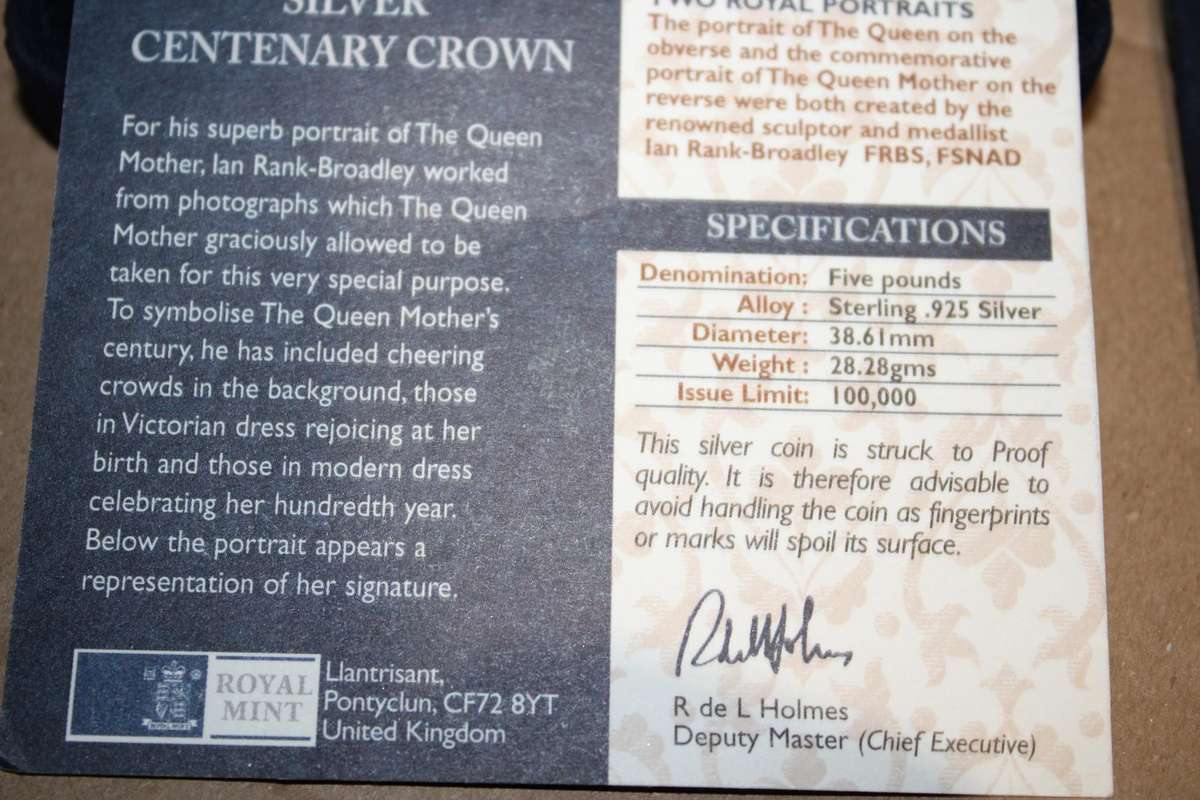 SILVER
CENTENARY CROWN
For his superb portrait of The Queen
Mother, Ian Rank-Broadley worked
from photographs which The Queen
Mother graciously allowed to be
taken for this very special purpose.
To symbolise The Queen Mother's
century, he has included cheering
crowds in the background, those
in Victorian dress rejoicing at her
birth and those in modern dress
celebrating her hundredth year.
Below the portrait appears a
representation of her signature.
ROYAL
MINT
Llantrisant,
Pontyclun, CF72 8YT
United Kingdom
TWO ROYAL PORTRAITS
The portrait of The Queen on the
obverse and the commemorative
portrait of The Queen Mother on the
reverse were both created by the
renowned sculptor and medallist
Ian Rank-Broadley FRBS, FSNAD
SPECIFICATIONS
Denomination: Five pounds
Alloy : Sterling .925 Silver
Diameter: 38.61mm
Weight : 28.28gms
Issue Limit: 100,000
This silver coin is struck to Proof
quality. It is therefore advisable to
avoid handling the coin as fingerprints
or marks will spoil its surface.
R de L Holmes
Deputy Master (Chief Executive)